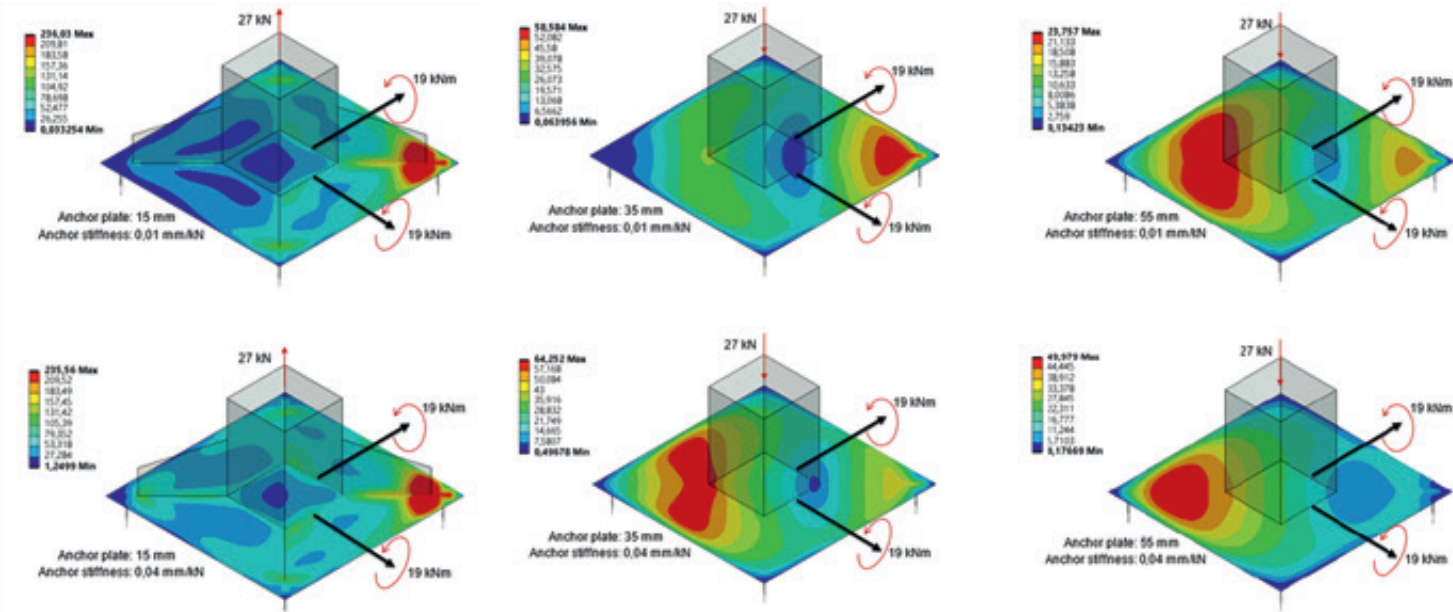 27 kN
236,03 Max
209,81
183,58
157,36
131,14
104,92
78,698
52,477
26,255
0,033254 Min
19 kNm
19 kNm
Anchor plate: 15 mm
Anchor stiffness: 0,01 mm/kN
27 kN
58,584 Max
52,082
45,58
39,078
32,575
26,073
19,571
13,068
6,5662
0,063956 Min
19 kNm
19 kNm
Anchor plate: 35 mm
Anchor stiffness: 0,01 mm/kN
27 kN
23,757 Max
21,133
18,508
15,883
13,258
10,633
8,0086
5,3838
2,759
0,13423 Min
19 kNm
19 kNm
Anchor plate: 55 mm
Anchor stiffness: 0,01 mm/kN
27 kN
235,56 Max
209,52
183,49
157,45
131,42
105,39
79,352
53,318
27,284
1,2499 Min
19 kNm
19 kNm
Anchor plate: 15 mm
Anchor stiffness: 0,04 mm/kN
27 kN
64,252 Max
57,168
50,084
43
35,916
28,832
21,749
14,665
7,5807
0,49678 Min
19 kNm
19 kNm
Anchor plate: 35 mm
Anchor stiffness: 0,04 mm/kN
27 kN
49,979 Max
44,445
38,912
33,378
27,845
22,311
16,777
11,244
5,7103
0,17669 Min
19 kNm
19 kNm
Anchor plate: 55 mm
Anchor stiffness: 0,04 mm/kN